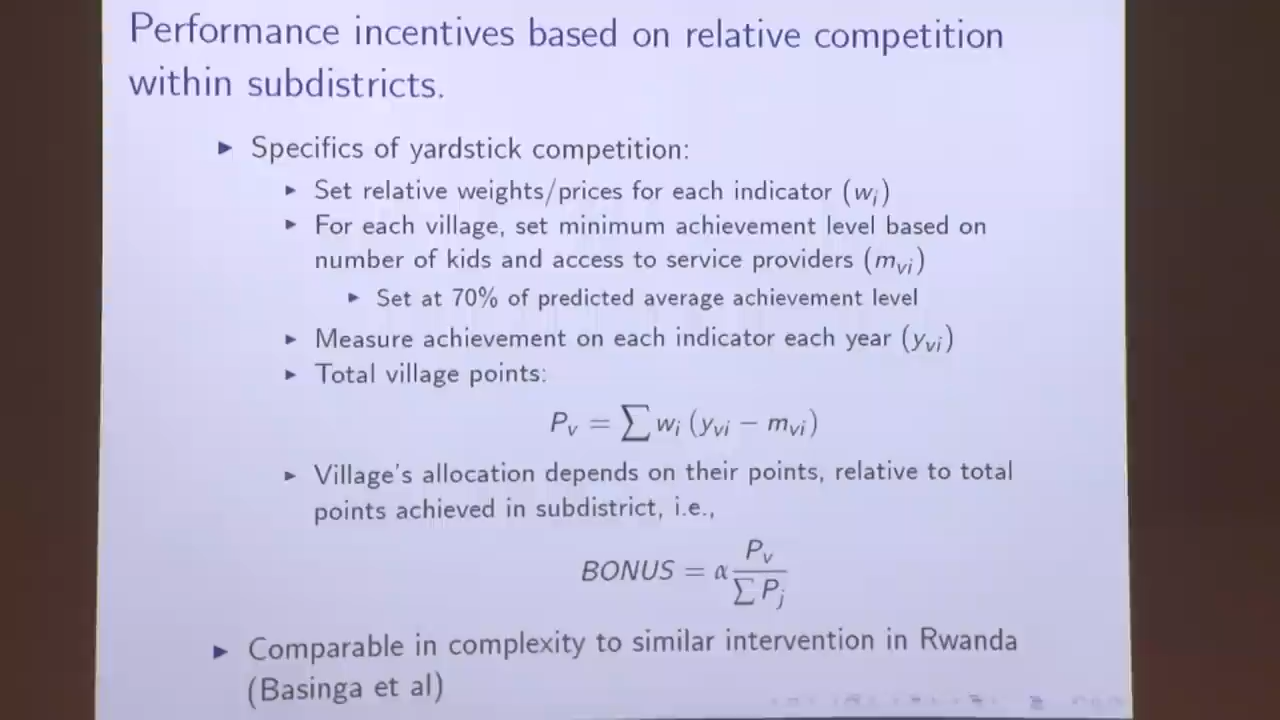 Performance incentives based on relative competition
within subdistricts.
▸ Specifics of yardstick competition:
▸ Set relative weights/prices for each indicator (wᵢ)
▸ For each village, set minimum achievement level based on
number of kids and access to service providers (m_vi)
▸ Set at 70% of predicted average achievement level
▸ Measure achievement on each indicator each year (y_vi)
▸ Total village points:
P_v = ∑ w_i (y_vi − m_vi)
▸ Village's allocation depends on their points, relative to total
points achieved in subdistrict, i.e.,
BONUS = α P_v / ∑ P_j
▸ Comparable in complexity to similar intervention in Rwanda
(Basinga et al)